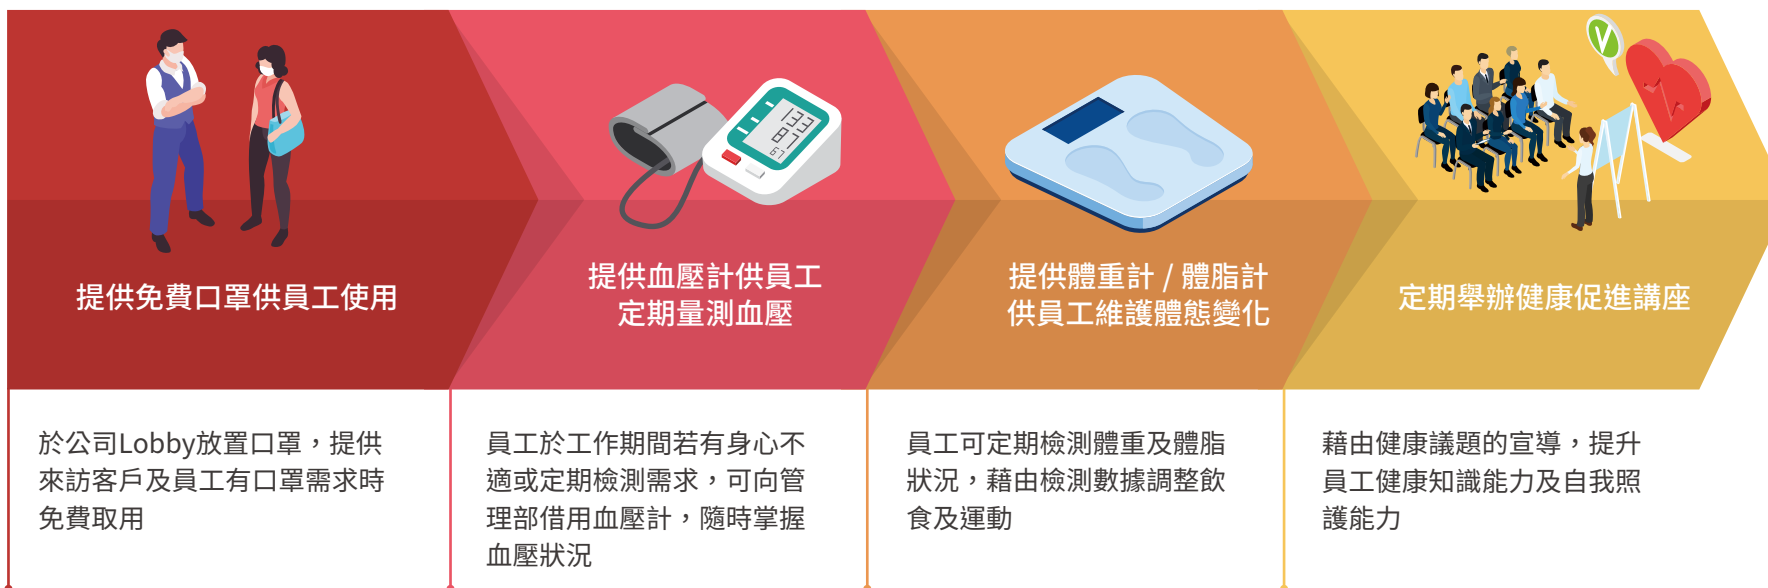 133
87
67
V
提供免費口罩供員工使用
提供血壓計供員工
定期量測血壓
提供體重計 / 體脂計
供員工維護體態變化
定期舉辦健康促進講座
於公司Lobby放置口罩，提供
來訪客戶及員工有口罩需求時
免費取用
員工於工作期間若有身心不
適或定期檢測需求，可向管
理部借用血壓計，隨時掌握
血壓狀況
員工可定期檢測體重及體脂
狀況，藉由檢測數據調整飲
食及運動
藉由健康議題的宣導，提升
員工健康知識能力及自我照
護能力